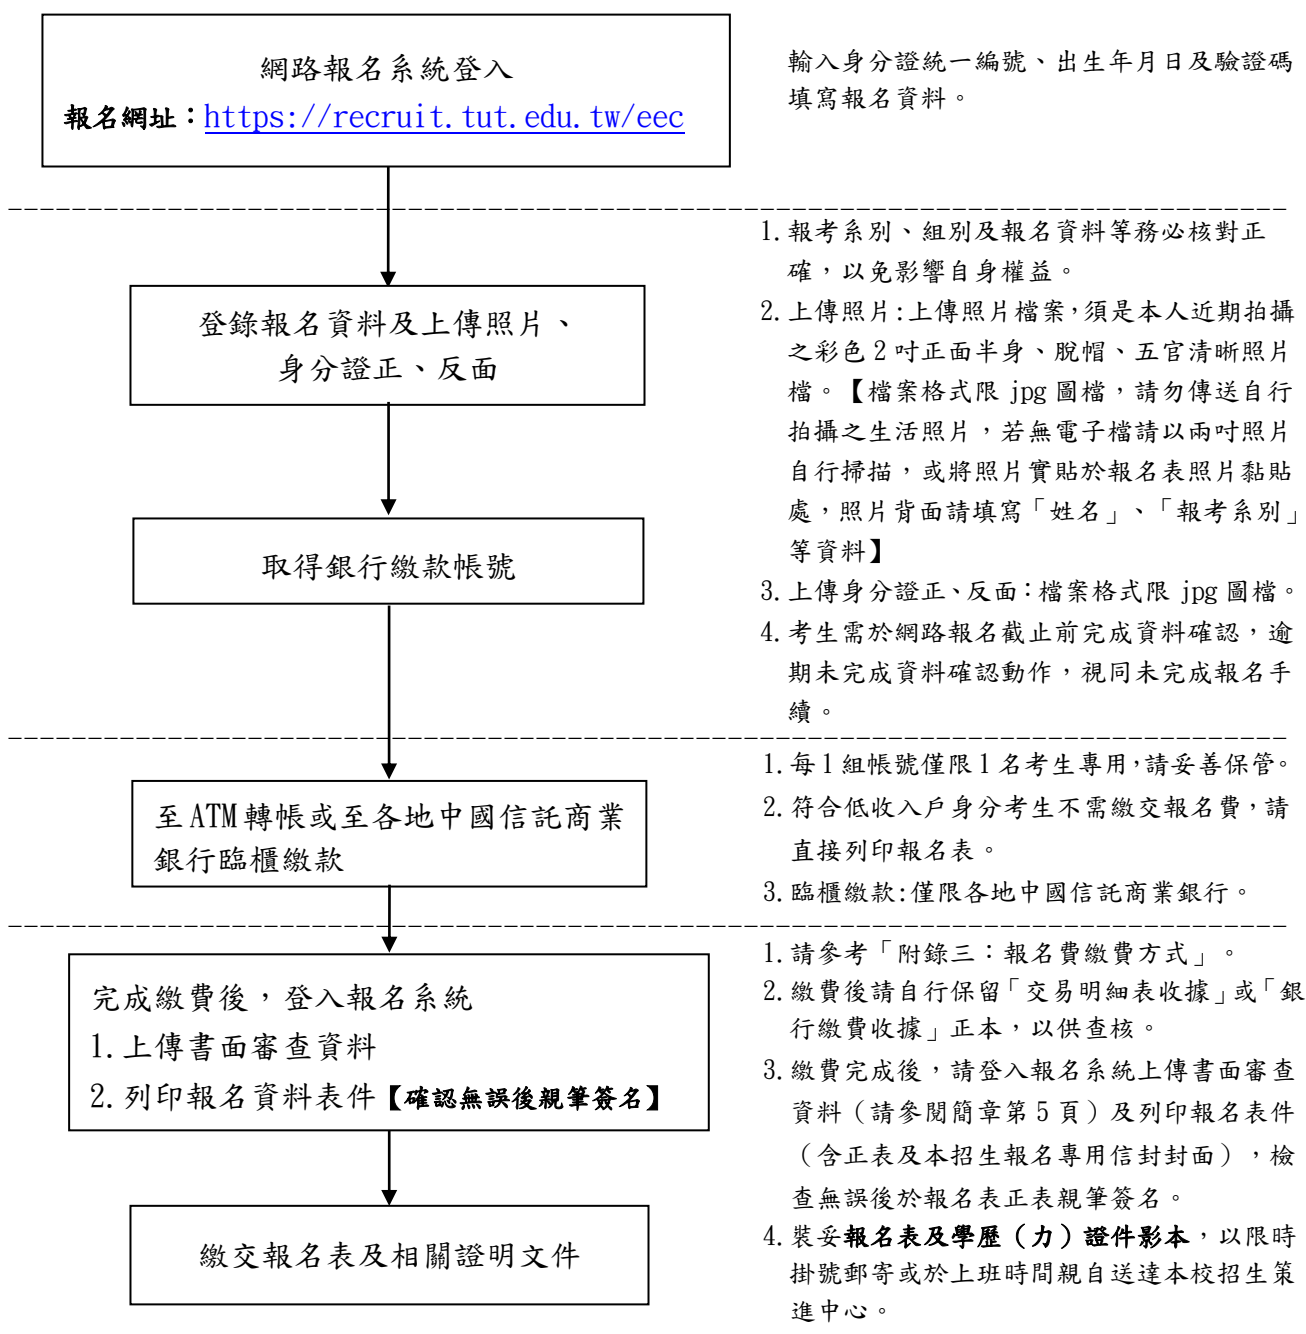 網路報名系統登入
報名網址：https://recruit.tut.edu.tw/eec
輸入身分證統一編號、出生年月日及驗證碼
填寫報名資料。
登錄報名資料及上傳照片、
身分證正、反面
取得銀行繳款帳號
1.報考系別、組別及報名資料等務必核對正
確，以免影響自身權益。
2.上傳照片:上傳照片檔案，須是本人近期拍攝
之彩色2吋正面半身、脫帽、五官清晰照片
檔。【檔案格式限 jpg 圖檔，請勿傳送自行
拍攝之生活照片，若無電子檔請以兩吋照片
自行掃描，或將照片實貼於報名表照片黏貼
處，照片背面請填寫「姓名」、「報考系別」
等資料】
3.上傳身分證正、反面：檔案格式限 jpg 圖檔。
4.考生需於網路報名截止前完成資料確認，逾
期未完成資料確認動作，視同未完成報名手
續。
至 ATM 轉帳或至各地中國信託商業
銀行臨櫃繳款
1.每1組帳號僅限1名考生專用，請妥善保管。
2.符合低收入戶身分考生不需繳交報名費，請
直接列印報名表。
3.臨櫃繳款:僅限各地中國信託商業銀行。
完成繳費後，登入報名系統
1.上傳書面審查資料
2.列印報名資料表件【確認無誤後親筆簽名】
繳交報名表及相關證明文件
1.請參考「附錄三：報名費繳費方式」。
2.繳費後請自行保留「交易明細表收據」或「銀
行繳費收據」正本，以供查核。
3.繳費完成後，請登入報名系統上傳書面審查
資料（請參閱簡章第5頁）及列印報名表件
（含正表及本招生報名專用信封封面），檢
查無誤後於報名表正表親筆簽名。
4.裝妥報名表及學歷（力）證件影本，以限時
掛號郵寄或於上班時間親自送達本校招生策
進中心。